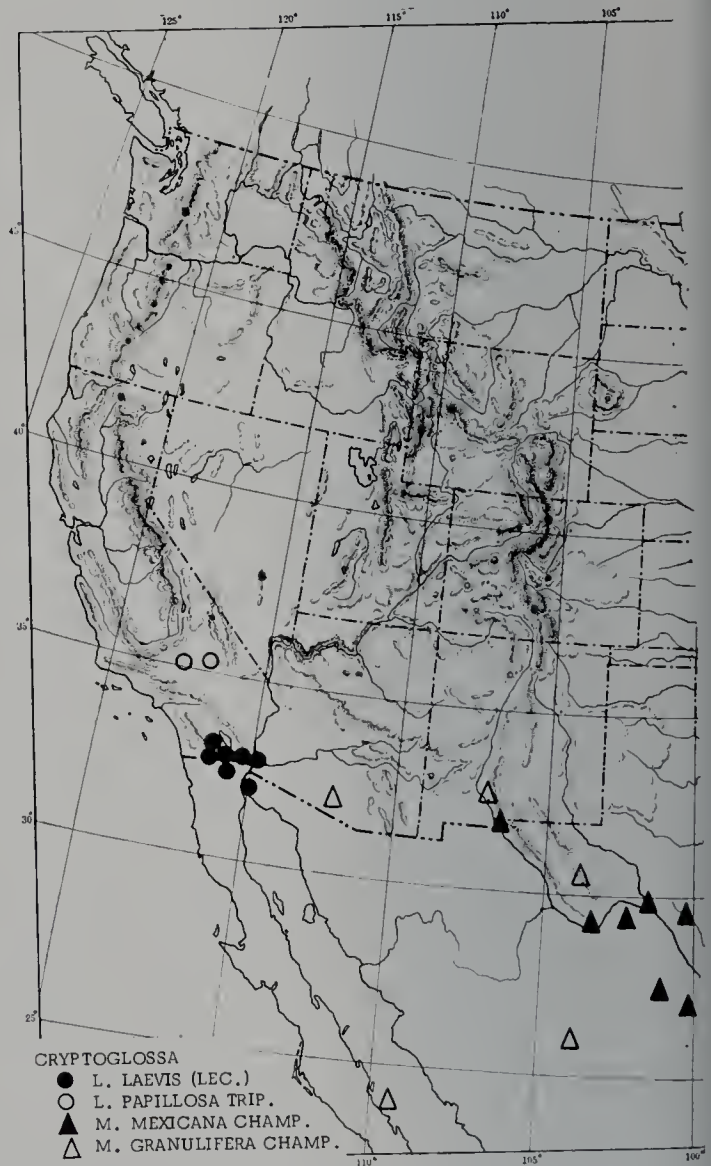 125° 120° 115° 110° 105°
45°
40°
35°
30°
25°
CRYPTOGLOSSA
L. LAEVIS (LEC.)
L. PAPILLOSA TRIP.
M. MEXICANA CHAMP.
M. GRANULIFERA CHAMP.
110° 105° 100°